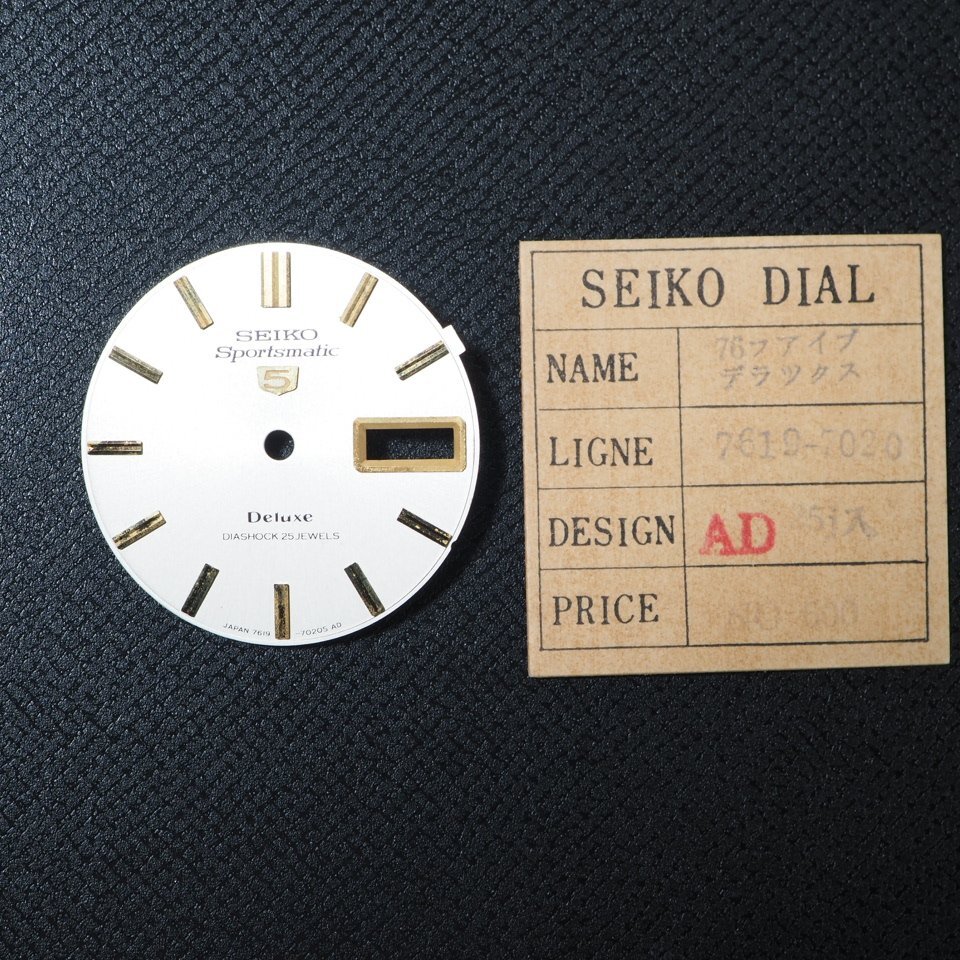 SEIKO
Sportsmatic
5
Deluxe
DIASHOCK 25 JEWELS
JAPAN 7619 -7020S AD
SEIKO DIAL
NAME 76ファイブ
デラックス
LIGNE 7619-7020
DESIGN AD
PRICE